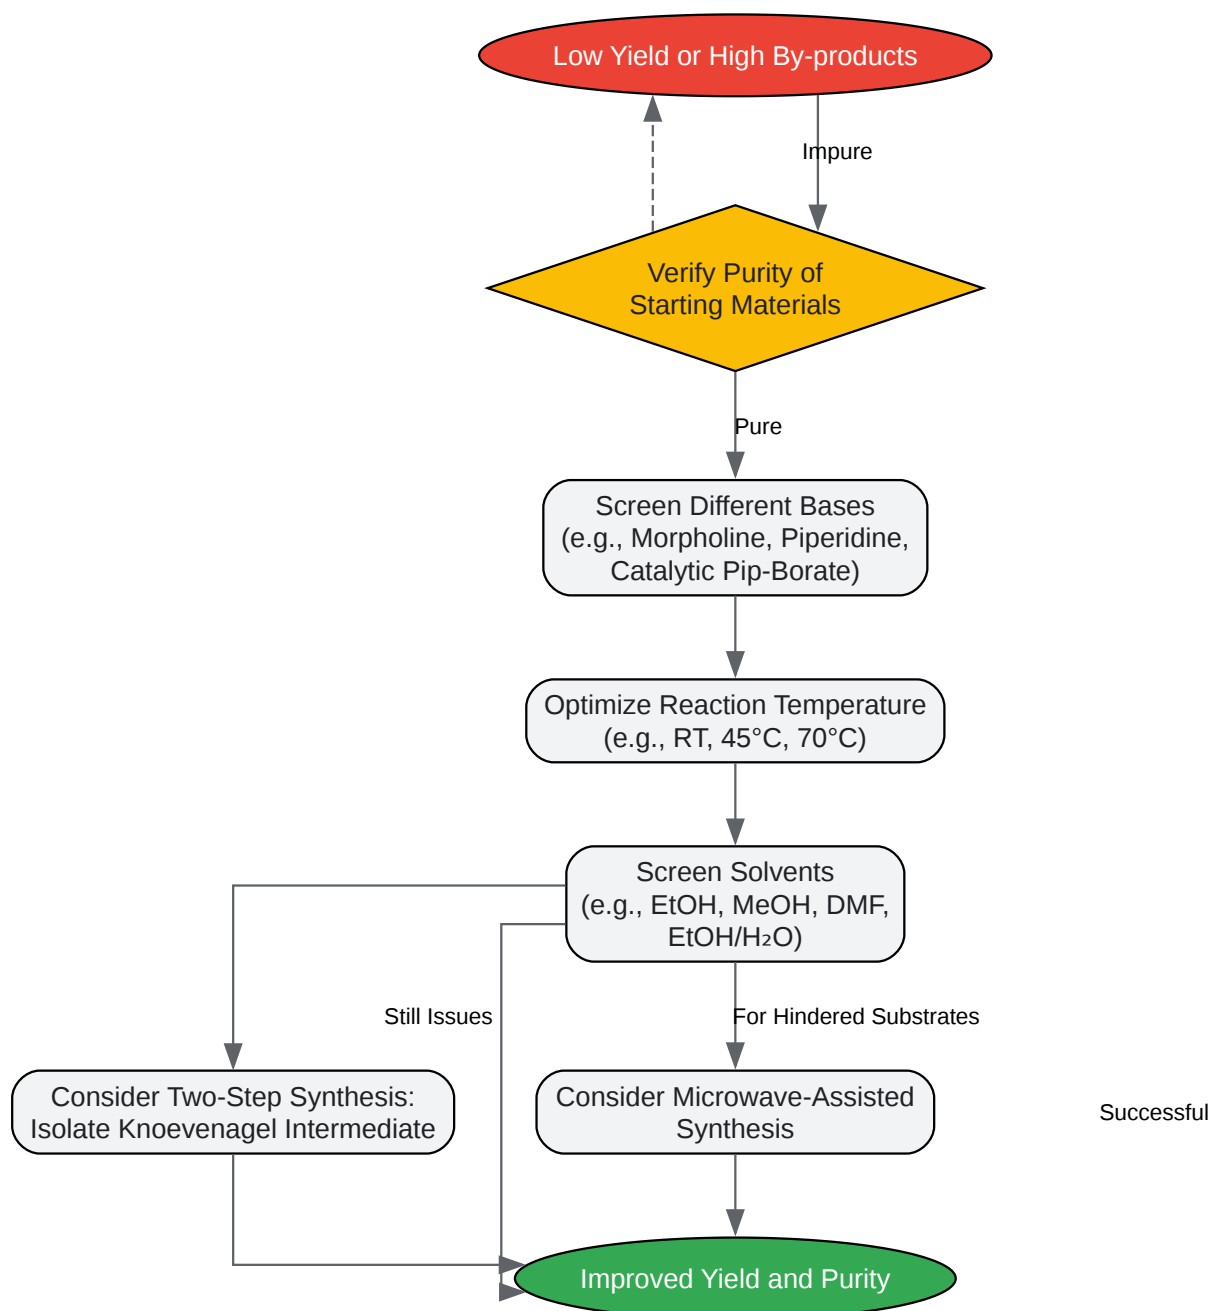 Low Yield or High By-products
Impure
Verify Purity of
Starting Materials
Pure
Screen Different Bases
(e.g., Morpholine, Piperidine,
Catalytic Pip-Borate)
Optimize Reaction Temperature
(e.g., RT, 45°C, 70°C)
Screen Solvents
(e.g., EtOH, MeOH, DMF,
EtOH/H₂O)
Still Issues
For Hindered Substrates
Consider Two-Step Synthesis:
Isolate Knoevenagel Intermediate
Consider Microwave-Assisted
Synthesis
Successful
Improved Yield and Purity